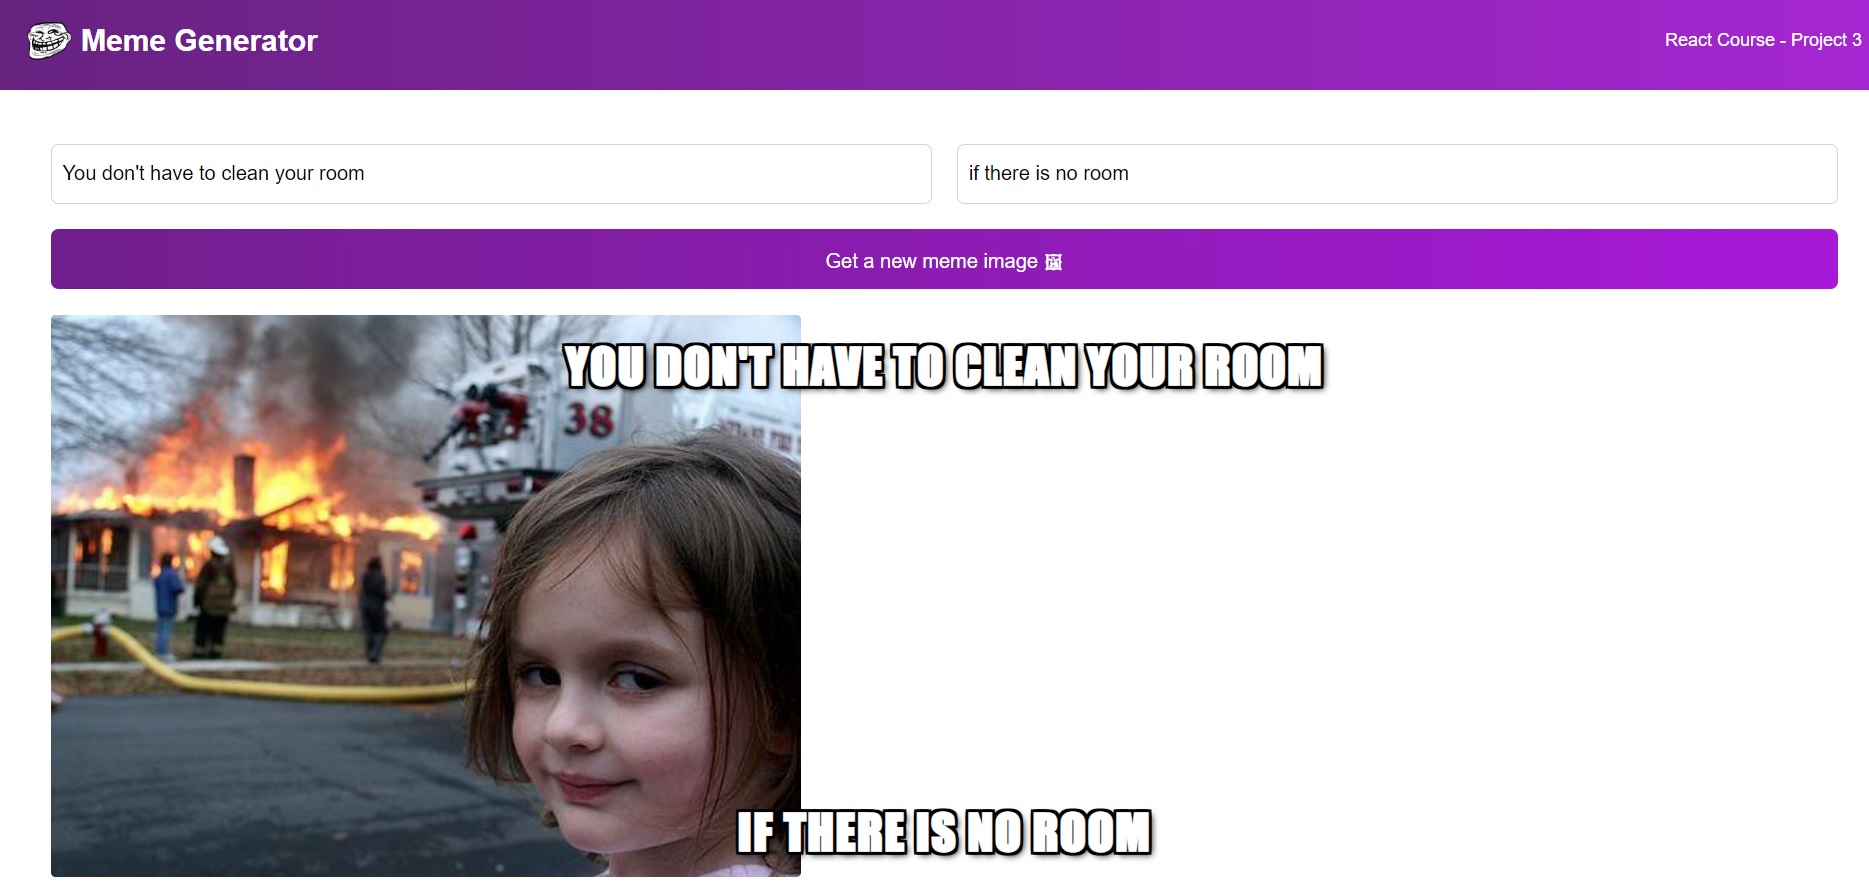 Meme Generator
React Course - Project 3
You don't have to clean your room
if there is no room
Get a new meme image 🖼
YOU DON'T HAVE TO CLEAN YOUR ROOM
38
IF THERE IS NO ROOM